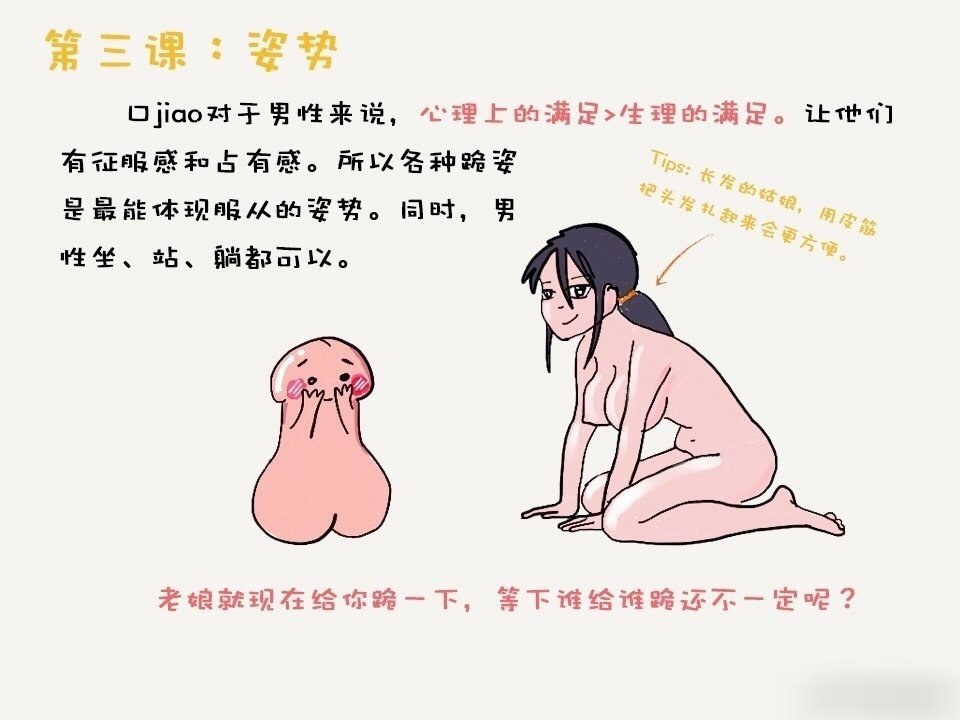 第三课：姿势
口jiao对于男性来说，心理上的满足>生理的满足。让他们
有征服感和占有感。所以各种跪姿
是最能体现服从的姿势。同时，男
性坐、站、躺都可以。
Tips: 长发的姑娘，用皮筋
把头发扎起来会更方便。
老娘就现在给你跪一下，等下谁给谁跪还不一定呢？